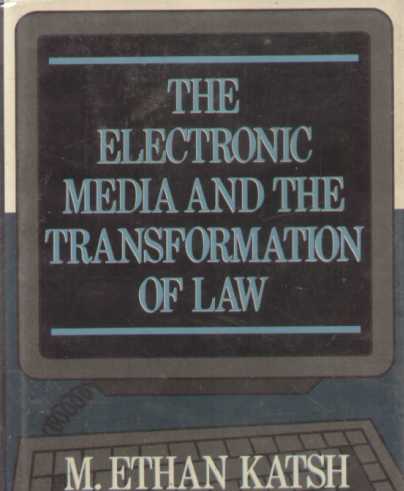 THE
ELECTRONIC
MEDIA AND THE
TRANSFORMATION
OF LAW
M. ETHAN KATSH